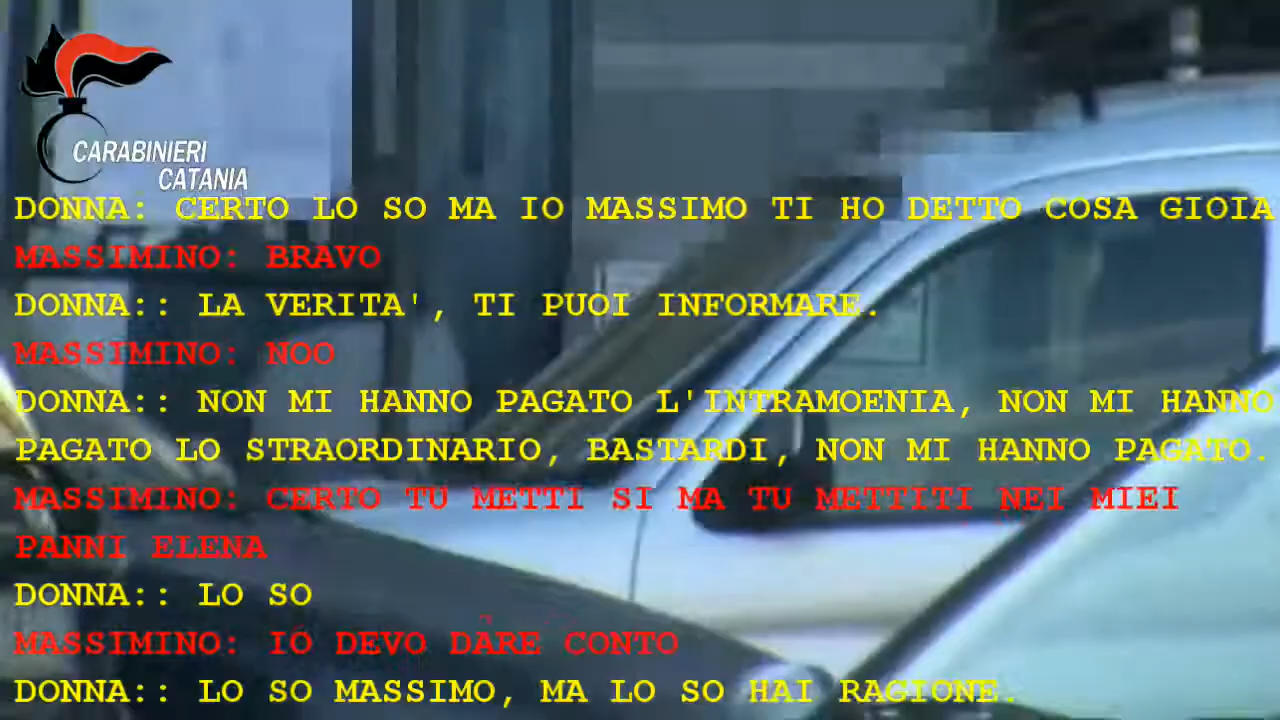 CARABINIERI
CATANIA
DONNA: CERTO LO SO MA IO MASSIMO TI HO DETTO COSA GIOIA
MASSIMINO: BRAVO
DONNA:: LA VERITA', TI PUOI INFORMARE.
MASSIMINO: NOO
DONNA:: NON MI HANNO PAGATO L'INTRAMOENIA, NON MI HANNO
PAGATO LO STRAORDINARIO, BASTARDI, NON MI HANNO PAGATO.
MASSIMINO: CERTO TU METTI SI MA TU METTITI NEI MIEI
PANNI ELENA
DONNA:: LO SO
MASSIMINO: IO DEVO DARE CONTO
DONNA:: LO SO MASSIMO, MA LO SO HAI RAGIONE.